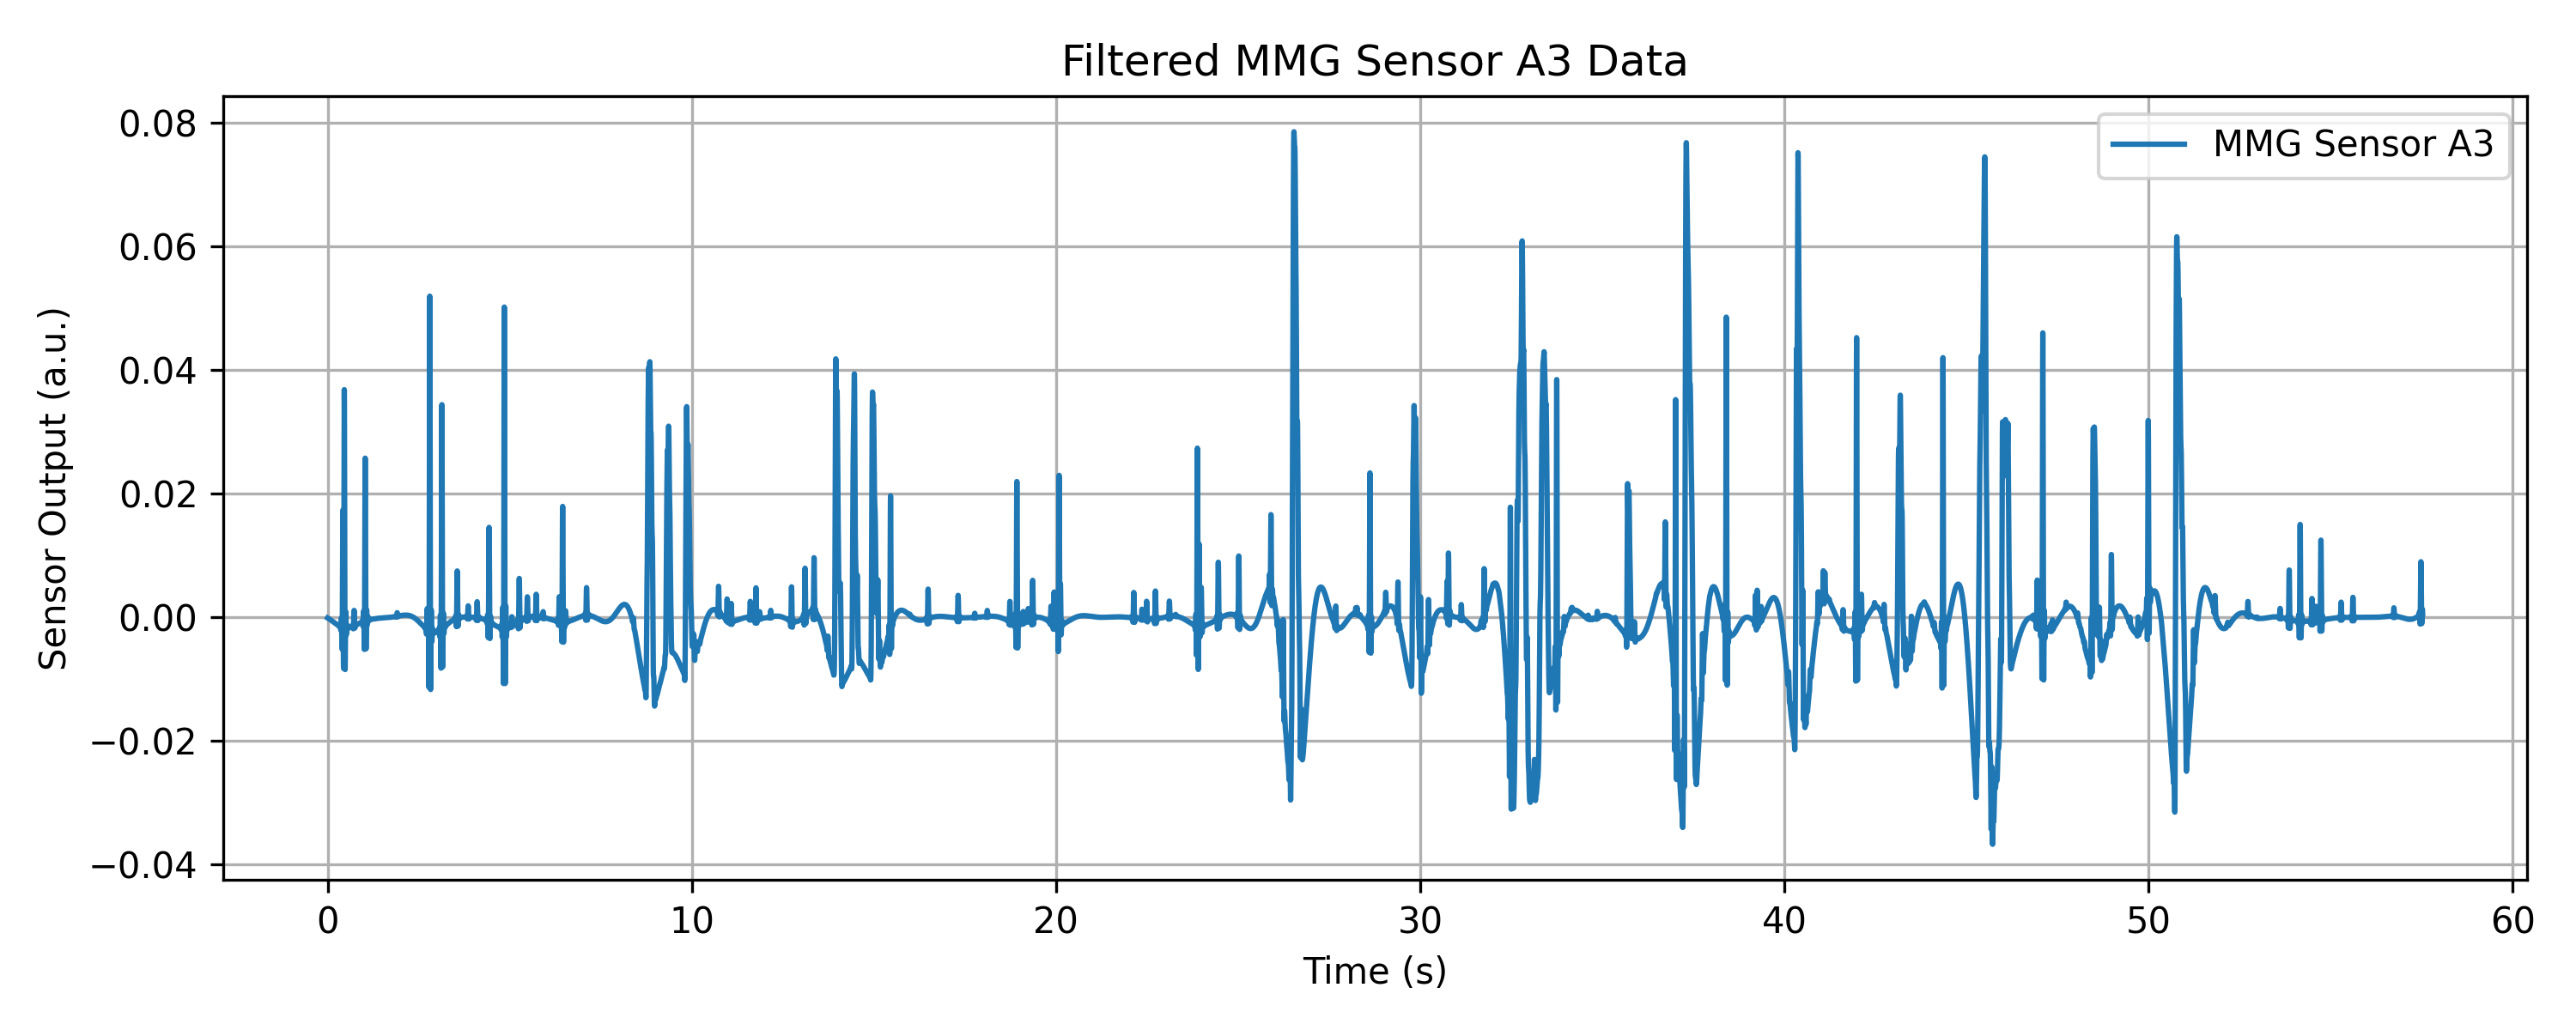 Filtered MMG Sensor A3 Data
MMG Sensor A3
Sensor Output (a.u.)
0.08
0.06
0.04
0.02
0.00
−0.02
−0.04
0 10 20 30 40 50 60
Time (s)